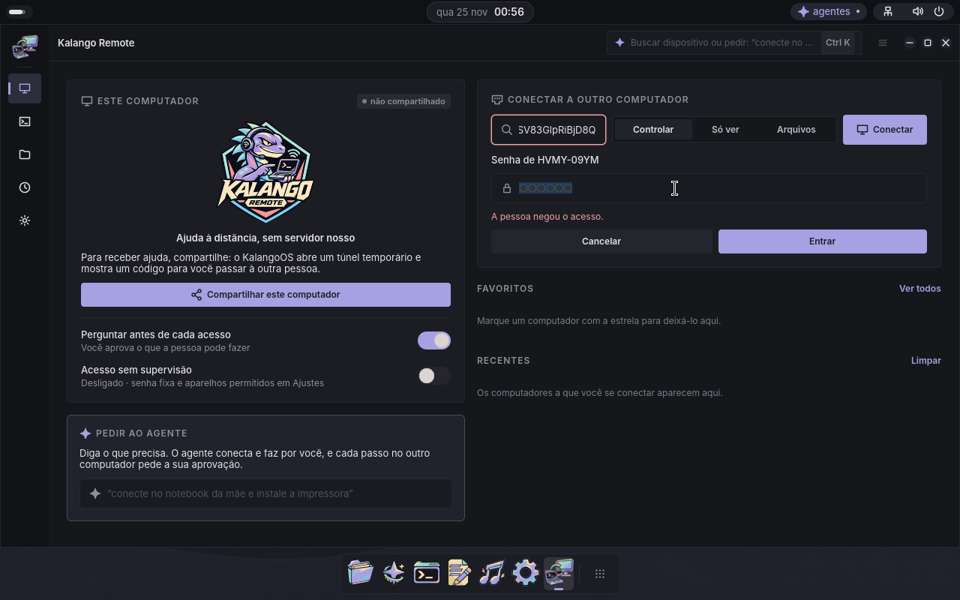 qua 25 nov 00:56
agentes
Kalango Remote
Buscar dispositivo ou pedir: "conecte no ...
Ctrl K
ESTE COMPUTADOR
não compartilhado
KALANGO
REMOTE
Ajuda à distância, sem servidor nosso
Para receber ajuda, compartilhe: o KalangoOS abre um túnel temporário e
mostra um código para você passar à outra pessoa.
Compartilhar este computador
Perguntar antes de cada acesso
Você aprova o que a pessoa pode fazer
Acesso sem supervisão
Desligado · senha fixa e aparelhos permitidos em Ajustes
PEDIR AO AGENTE
Diga o que precisa. O agente conecta e faz por você, e cada passo no outro
computador pede a sua aprovação.
"conecte no notebook da mãe e instale a impressora"
CONECTAR A OUTRO COMPUTADOR
Controlar
Só ver
Arquivos
Conectar
Senha de HVMY-09YM
A pessoa negou o acesso.
Cancelar
Entrar
FAVORITOS
Ver todos
Marque um computador com a estrela para deixá-lo aqui.
RECENTES
Limpar
Os computadores a que você se conectar aparecem aqui.